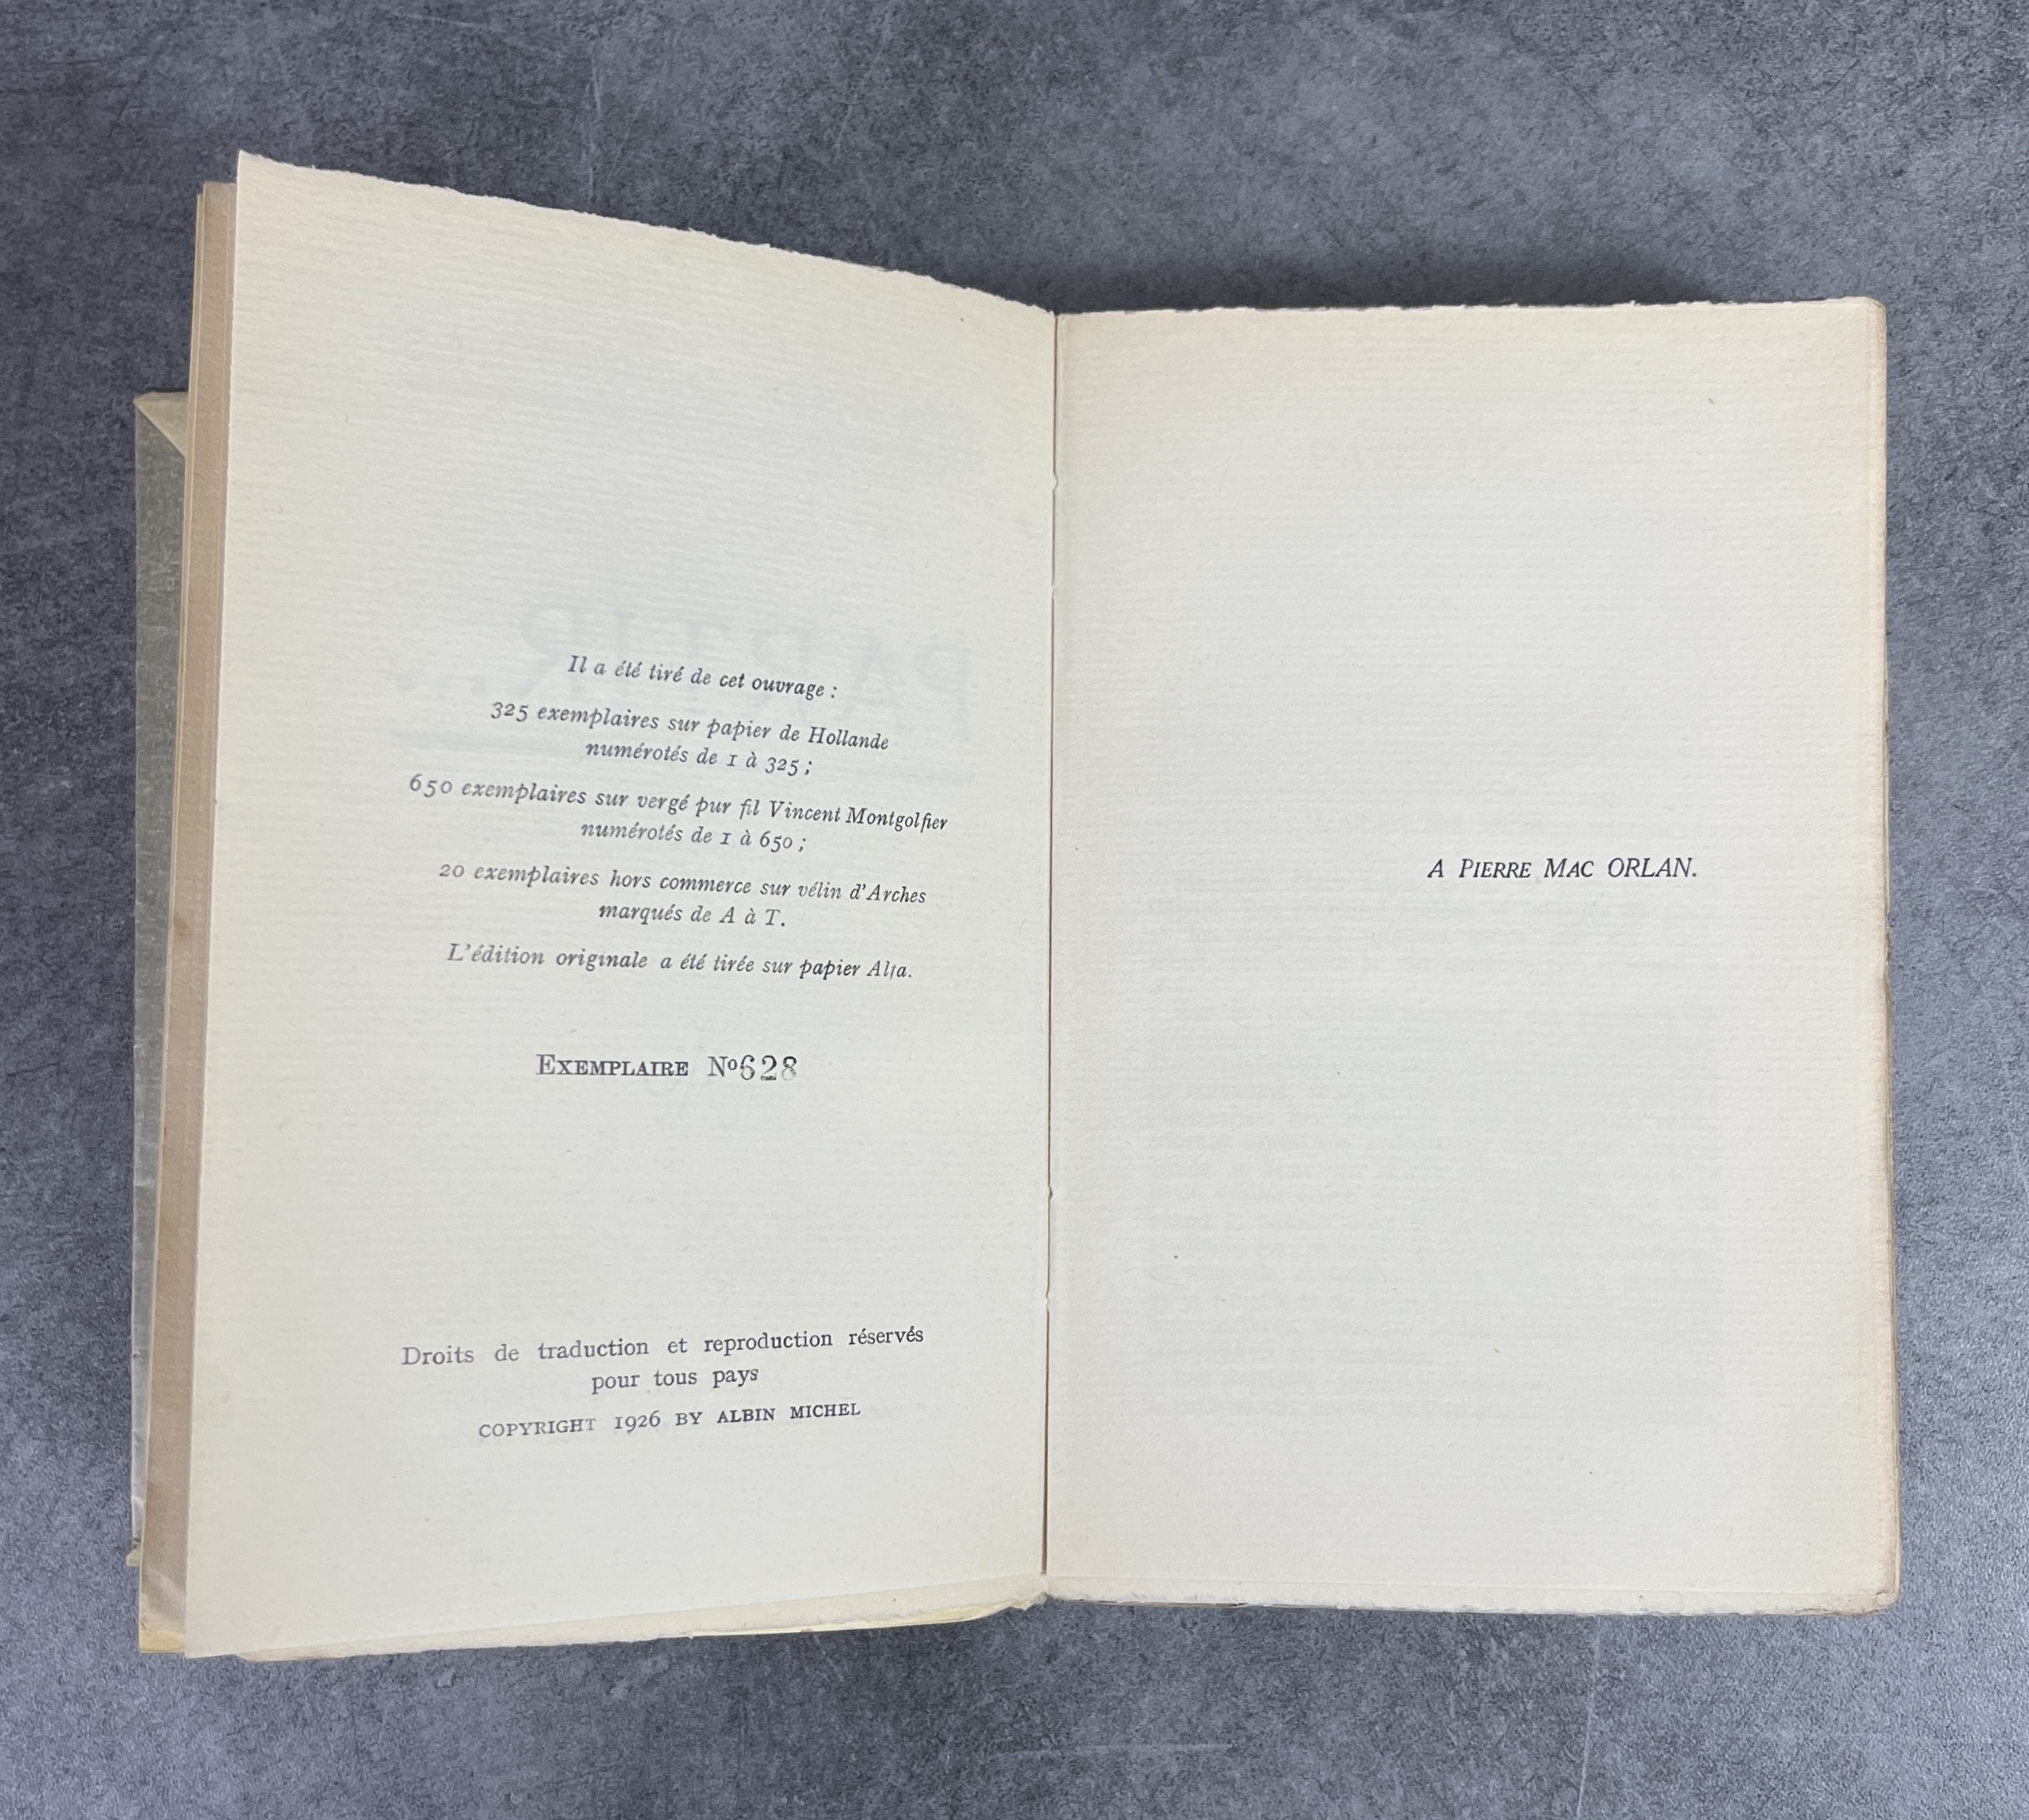 Il a été tiré de cet ouvrage :
325 exemplaires sur papier de Hollande
numérotés de 1 à 325 ;
650 exemplaires sur vergé pur fil Vincent Montgolfier
numérotés de 1 à 650 ;
20 exemplaires hors commerce sur vélin d'Arches
marqués de A à T.
L'édition originale a été tirée sur papier Alfa.
EXEMPLAIRE Nº628
Droits de traduction et reproduction réservés
pour tous pays
COPYRIGHT 1926 BY ALBIN MICHEL
A PIERRE MAC ORLAN.